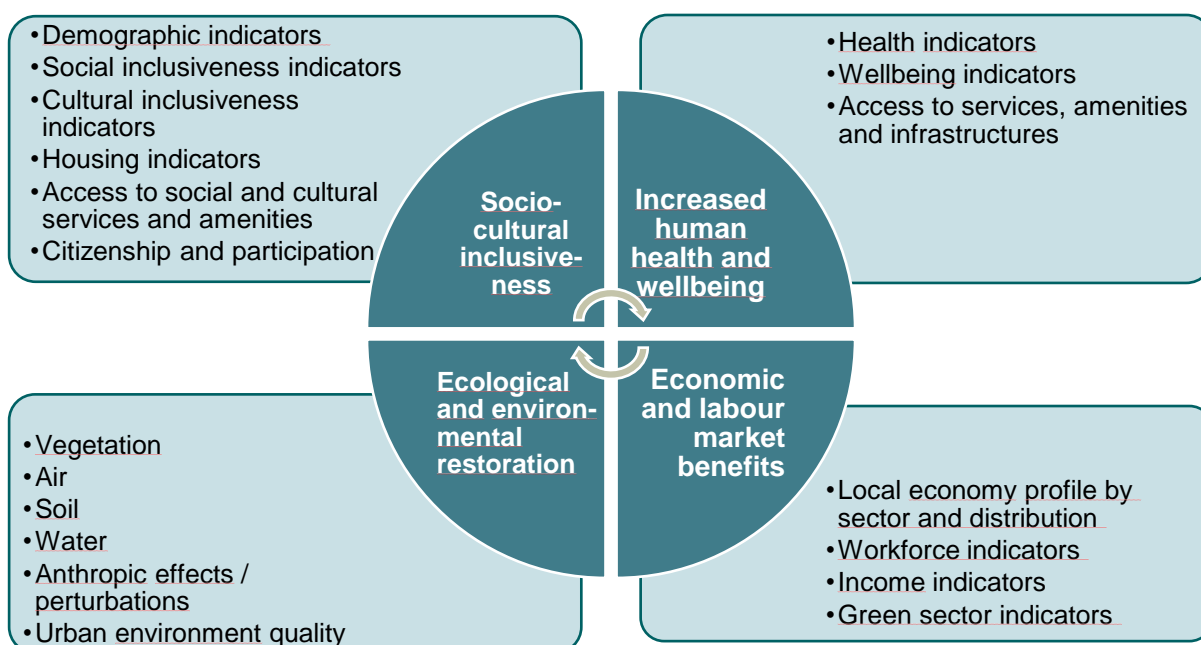 •Demographic indicators
•Social inclusiveness indicators
•Cultural inclusiveness
indicators
•Housing indicators
•Access to social and cultural
services and amenities
•Citizenship and participation
•Health indicators
•Wellbeing indicators
•Access to services, amenities
and infrastructures
Socio-
cultural
inclusive-
ness
Increased
human
health and
wellbeing
Ecological
and environ-
mental
restoration
Economic
and labour
market
benefits
•Vegetation
•Air
•Soil
•Water
•Anthropic effects /
perturbations
•Urban environment quality
•Local economy profile by
sector and distribution
•Workforce indicators
•Income indicators
•Green sector indicators